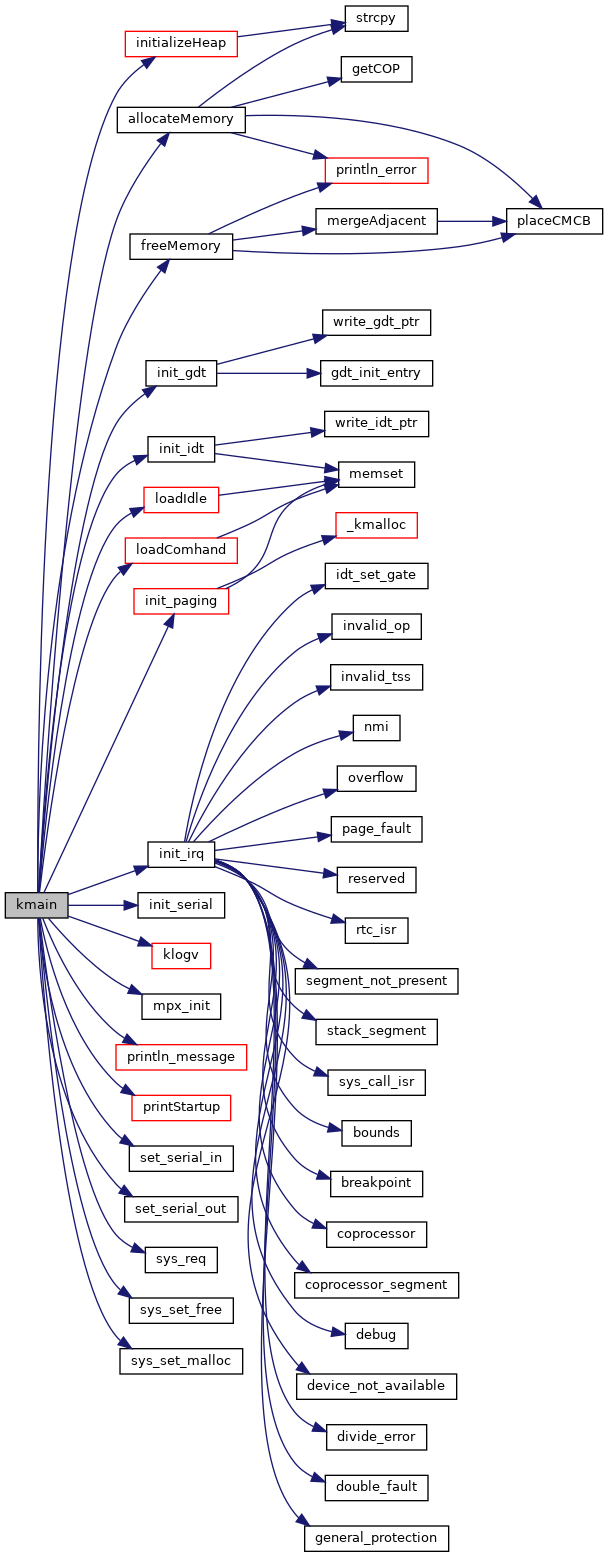 strcpy
initializeHeap
getCOP
allocateMemory
println_error
mergeAdjacent
placeCMCB
freeMemory
write_gdt_ptr
init_gdt
gdt_init_entry
write_idt_ptr
init_idt
memset
loadIdle
_kmalloc
loadComhand
idt_set_gate
init_paging
invalid_op
invalid_tss
nmi
overflow
page_fault
init_irq
reserved
kmain
init_serial
rtc_isr
klogv
segment_not_present
mpx_init
stack_segment
println_message
sys_call_isr
printStartup
bounds
set_serial_in
breakpoint
set_serial_out
coprocessor
sys_req
coprocessor_segment
sys_set_free
debug
sys_set_malloc
device_not_available
divide_error
double_fault
general_protection